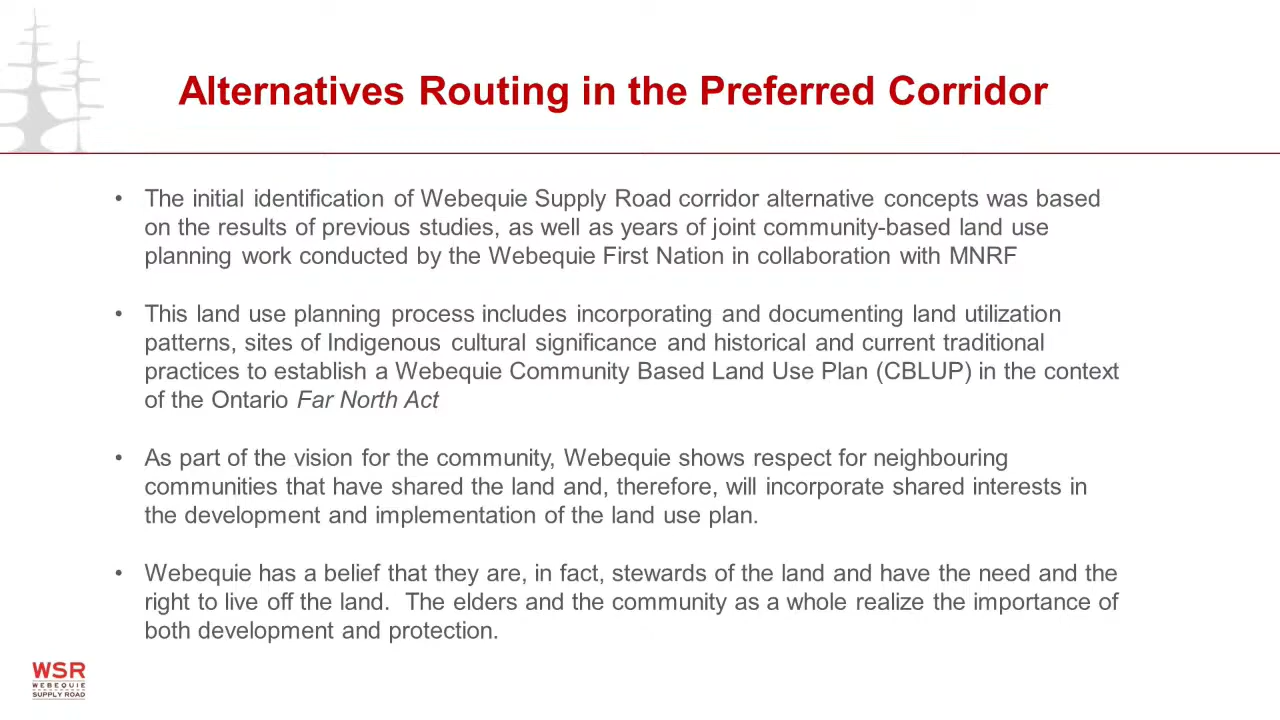 Alternatives Routing in the Preferred Corridor
• The initial identification of Webequie Supply Road corridor alternative concepts was based
on the results of previous studies, as well as years of joint community-based land use
planning work conducted by the Webequie First Nation in collaboration with MNRF
• This land use planning process includes incorporating and documenting land utilization
patterns, sites of Indigenous cultural significance and historical and current traditional
practices to establish a Webequie Community Based Land Use Plan (CBLUP) in the context
of the Ontario Far North Act
• As part of the vision for the community, Webequie shows respect for neighbouring
communities that have shared the land and, therefore, will incorporate shared interests in
the development and implementation of the land use plan.
• Webequie has a belief that they are, in fact, stewards of the land and have the need and the
right to live off the land.  The elders and the community as a whole realize the importance of
both development and protection.
WSR
WEBEQUIE
SUPPLY ROAD